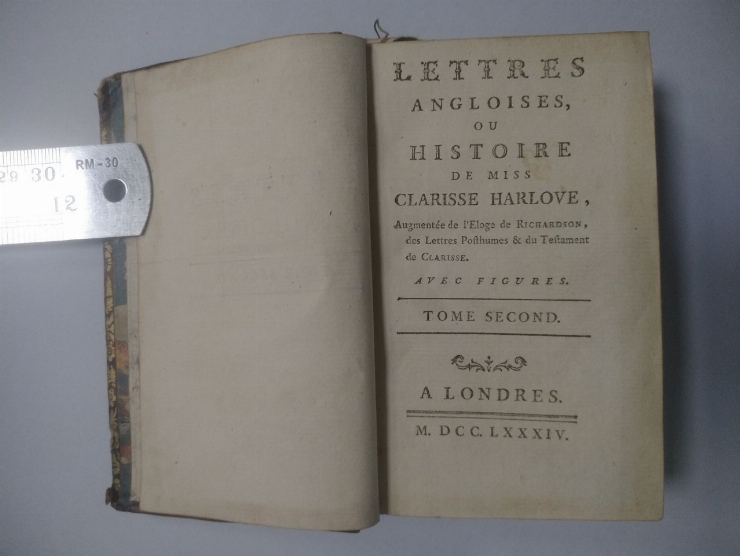 29 30
RM-30
12
LETTRES
ANGLOISES,
OU
HISTOIRE
DE MISS
CLARISSE HARLOVE,
Augmentée de l'Eloge de RICHARDSON,
des Lettres Poſthumes & du Teſtament
de CLARISSE.
AVEC FIGURES.
TOME SECOND.
A LONDRES.
M. DCC. LXXXIV.